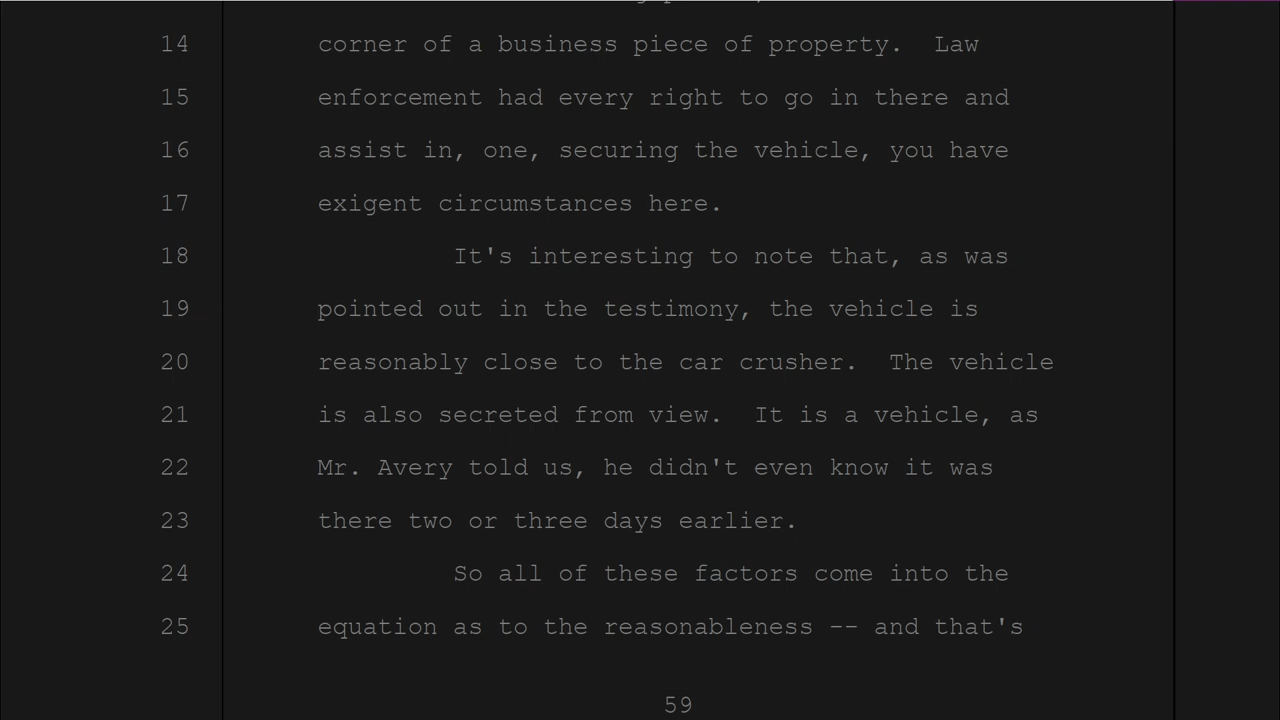 14 corner of a business piece of property.  Law
15 enforcement had every right to go in there and
16 assist in, one, securing the vehicle, you have
17 exigent circumstances here.
18 It's interesting to note that, as was
19 pointed out in the testimony, the vehicle is
20 reasonably close to the car crusher.  The vehicle
21 is also secreted from view.  It is a vehicle, as
22 Mr. Avery told us, he didn't even know it was
23 there two or three days earlier.
24 So all of these factors come into the
25 equation as to the reasonableness -- and that's
59